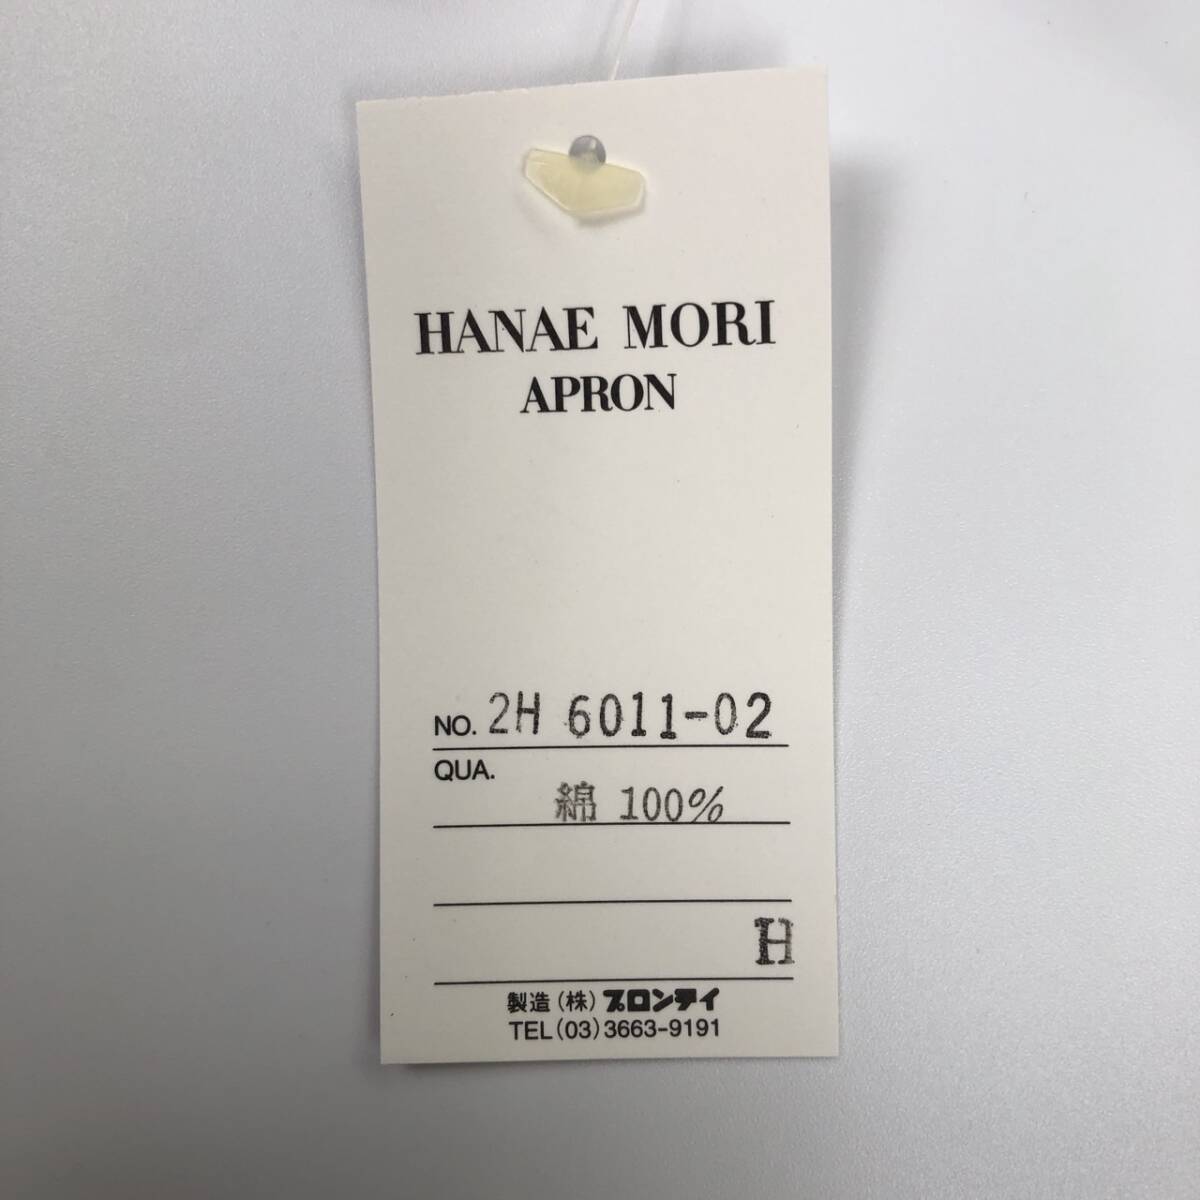 HANAE MORI
APRON
NO. 2H 6011-02
QUA.
綿 100%
H
製造(株)ブロンテイ
TEL(03)3663-9191